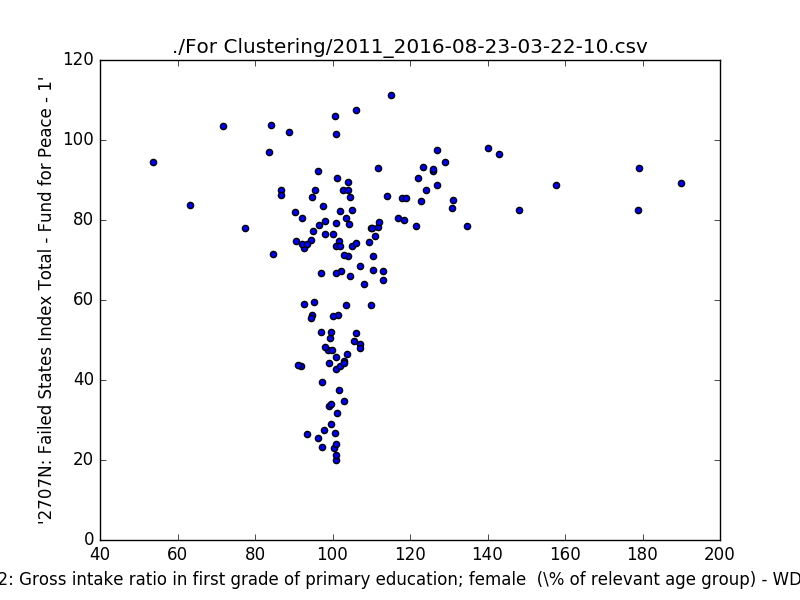 ./For Clustering/2011_2016-08-23-03-22-10.csv
'2707N: Failed States Index Total - Fund for Peace - 1'
120
100
80
60
40
20
0
40 60 80 100 120 140 160 180 200
2: Gross intake ratio in first grade of primary education; female (\% of relevant age group) - WD